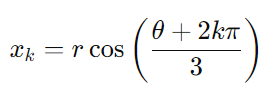 x_k = r cos ( (θ + 2kπ) / 3 )